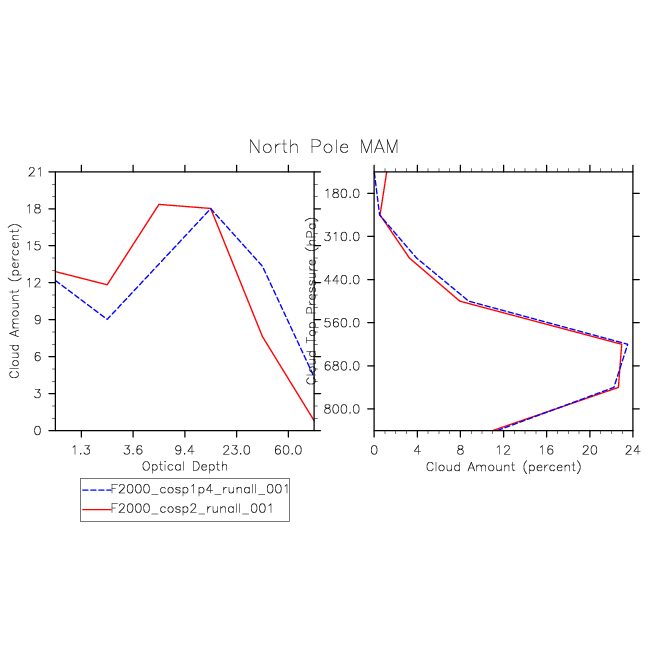 North Pole MAM
21
18
15
12
9
6
3
0
Cloud Amount (percent)
1.3 3.6 9.4 23.0 60.0
Optical Depth
Cloud Top Pressure (hPa)
180.0
310.0
440.0
560.0
680.0
800.0
0 4 8 12 16 20 24
Cloud Amount (percent)
F2000_cosp1p4_runall_001
F2000_cosp2_runall_001